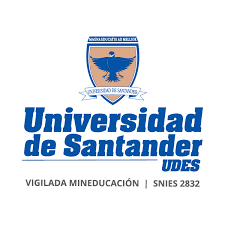 UNIVERSIDAD DE SANTANDER
Universidad
de Santander
UDES
VIGILADA MINEDUCACIÓN | SNIES 2832